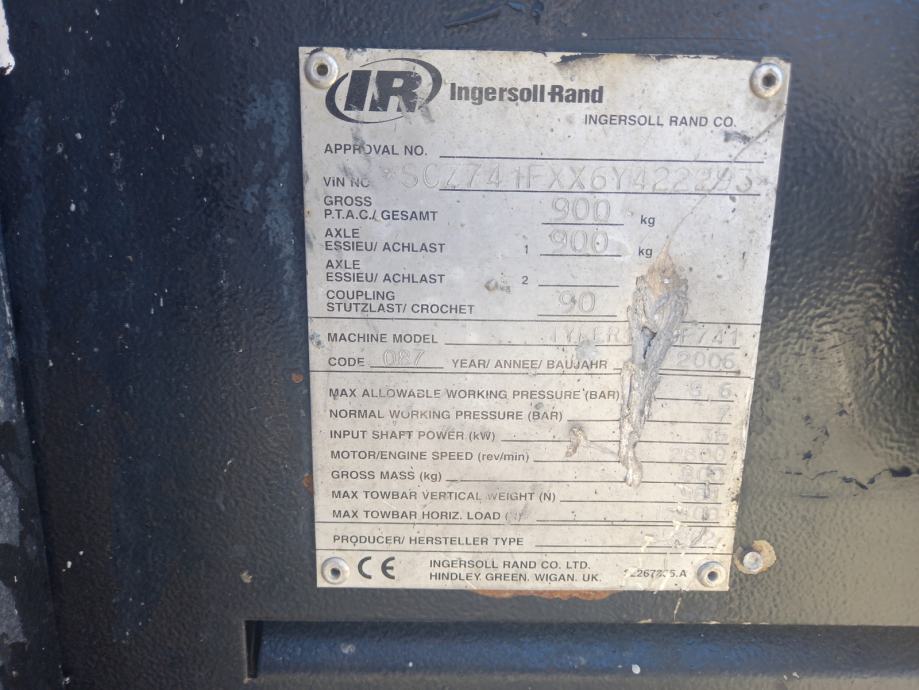 IR Ingersoll-Rand
INGERSOLL RAND CO.
APPROVAL NO.
VIN NO
GROSS
P.T.A.C./ GESAMT 900 kg
AXLE
ESSIEU/ ACHLAST 1 900 kg
AXLE
ESSIEU/ ACHLAST 2
COUPLING
STUTZLAST/ CROCHET 90
MACHINE MODEL
CODE 087 YEAR/ ANNEE/ BAUJAHR 2006
MAX ALLOWABLE WORKING PRESSURE (BAR)
NORMAL WORKING PRESSURE (BAR) 7
INPUT SHAFT POWER (kW)
MOTOR/ENGINE SPEED (rev/min)
GROSS MASS (kg)
MAX TOWBAR VERTICAL WEIGHT (N)
MAX TOWBAR HORIZ. LOAD
PRODUCER/ HERSTELLER TYPE
CE INGERSOLL RAND CO. LTD.
HINDLEY GREEN. WIGAN. UK.